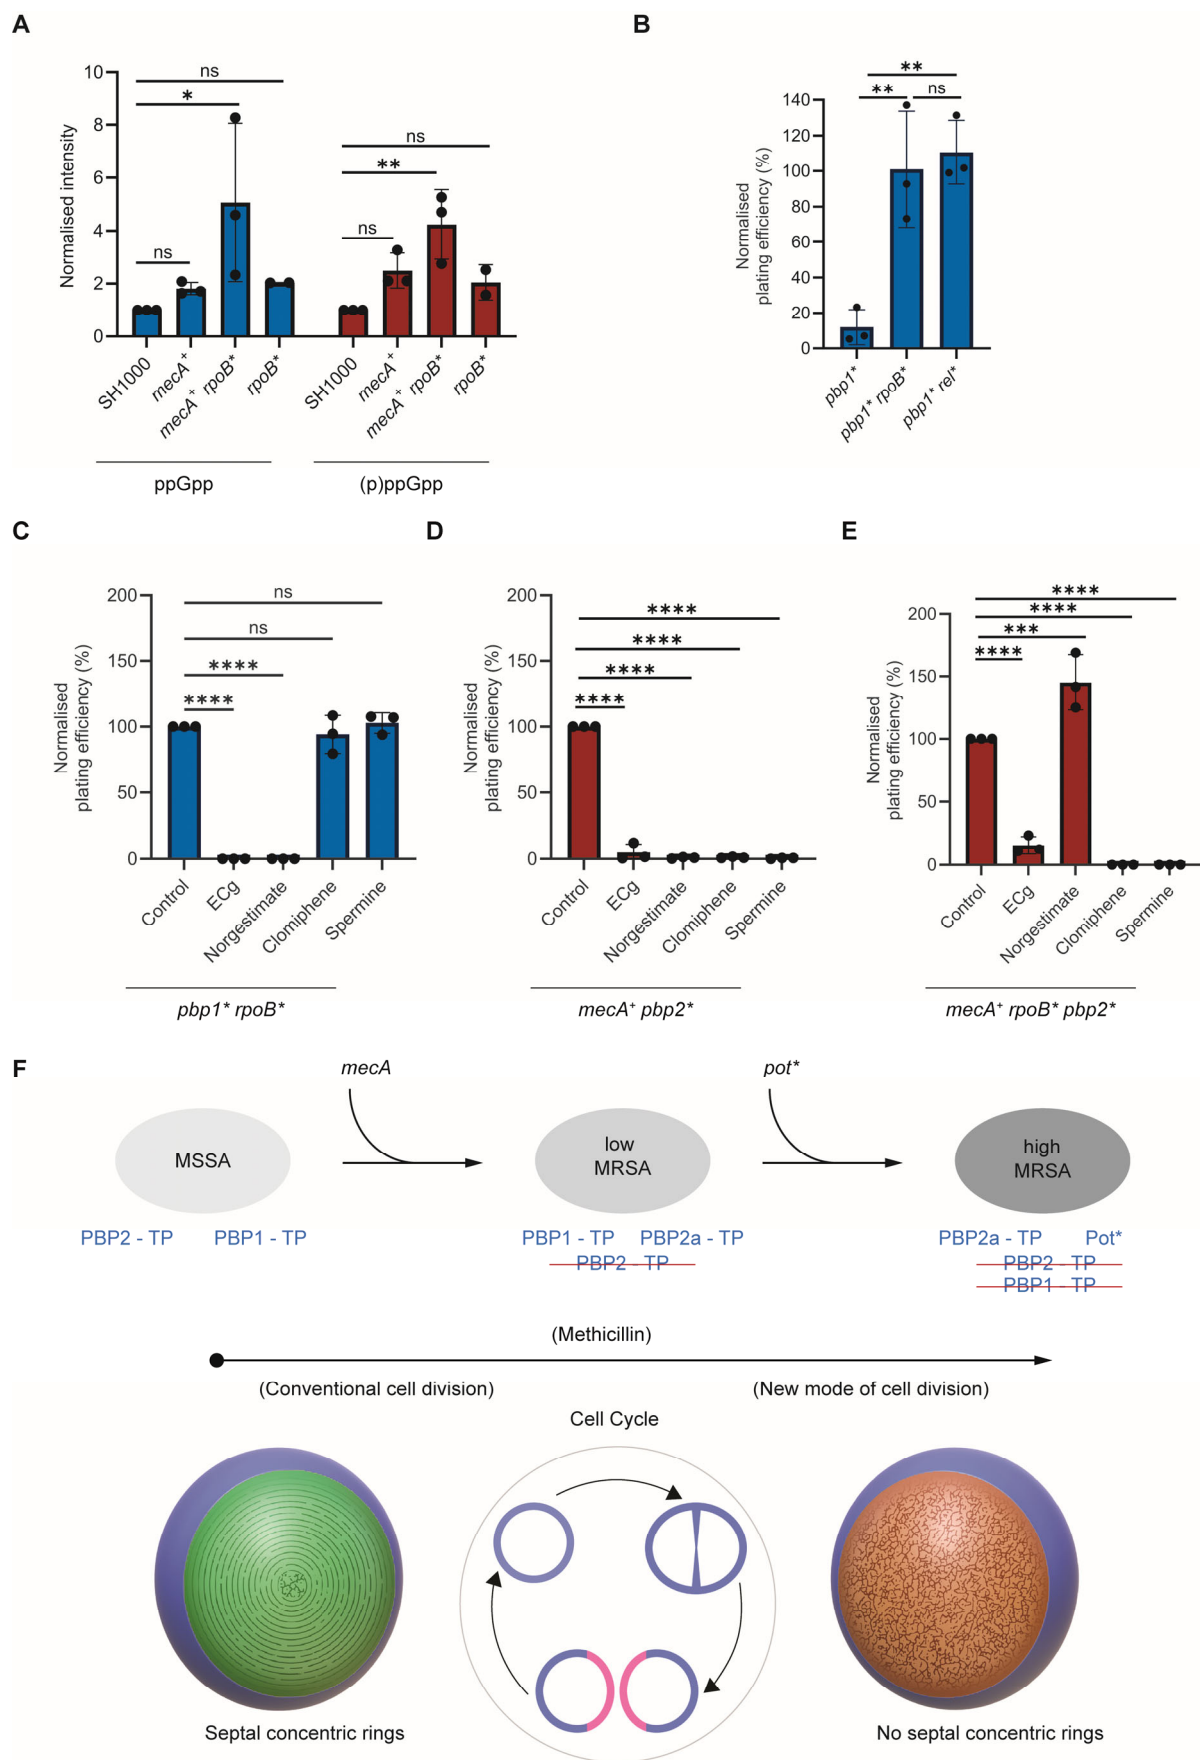 A
10
8
6
4
2
0
Normalised intensity
ns
*
ns
ns
**
ns
SH1000
mecA⁺
mecA⁺ rpoB*
rpoB*
SH1000
mecA⁺
mecA⁺ rpoB*
rpoB*
ppGpp
(p)ppGpp
B
Normalised
plating efficiency (%)
140
120
100
80
60
40
20
0
**
**
ns
pbp1*
pbp1* rpoB*
pbp1* rel*
C
Normalised
plating efficiency (%)
200
150
100
50
0
ns
ns
****
****
Control
ECg
Norgestimate
Clomiphene
Spermine
pbp1* rpoB*
D
Normalised
plating efficiency (%)
200
150
100
50
0
****
****
****
****
Control
ECg
Norgestimate
Clomiphene
Spermine
mecA⁺ pbp2*
E
Normalised
plating efficiency (%)
200
150
100
50
0
****
****
***
****
Control
ECg
Norgestimate
Clomiphene
Spermine
mecA⁺ rpoB* pbp2*
F
mecA
pot*
MSSA
low
MRSA
high
MRSA
PBP2 - TP PBP1 - TP
PBP1 - TP PBP2a - TP
PBP2 - TP
PBP2a - TP Pot*
PBP2 - TP
PBP1 - TP
(Methicillin)
(Conventional cell division)
(New mode of cell division)
Cell Cycle
Septal concentric rings
No septal concentric rings